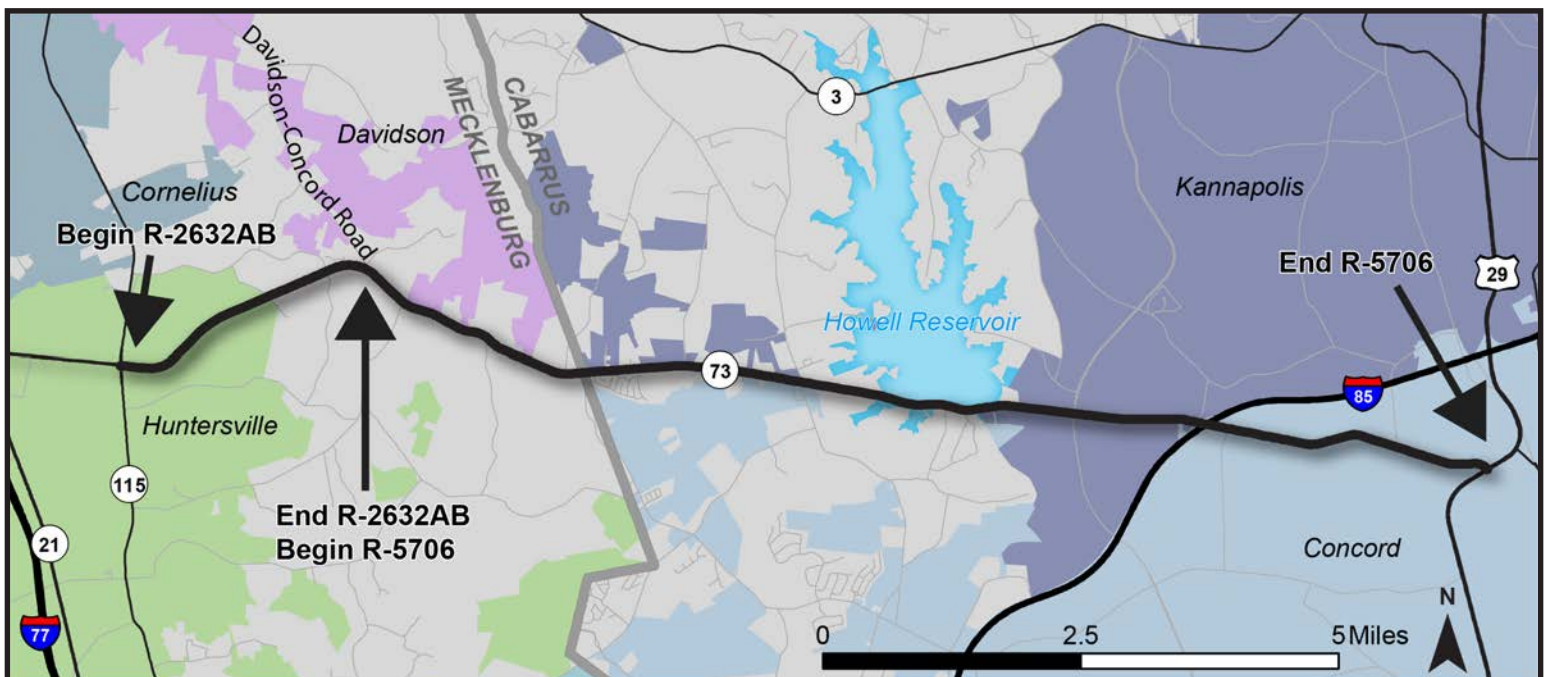 Davidson-Concord Road
MECKLENBURG
CABARRUS
3
Davidson
Cornelius
Kannapolis
Begin R-2632AB
End R-5706
29
Howell Reservoir
73
85
Huntersville
115
End R-2632AB
Begin R-5706
21
Concord
77
N
0 2.5 5 Miles